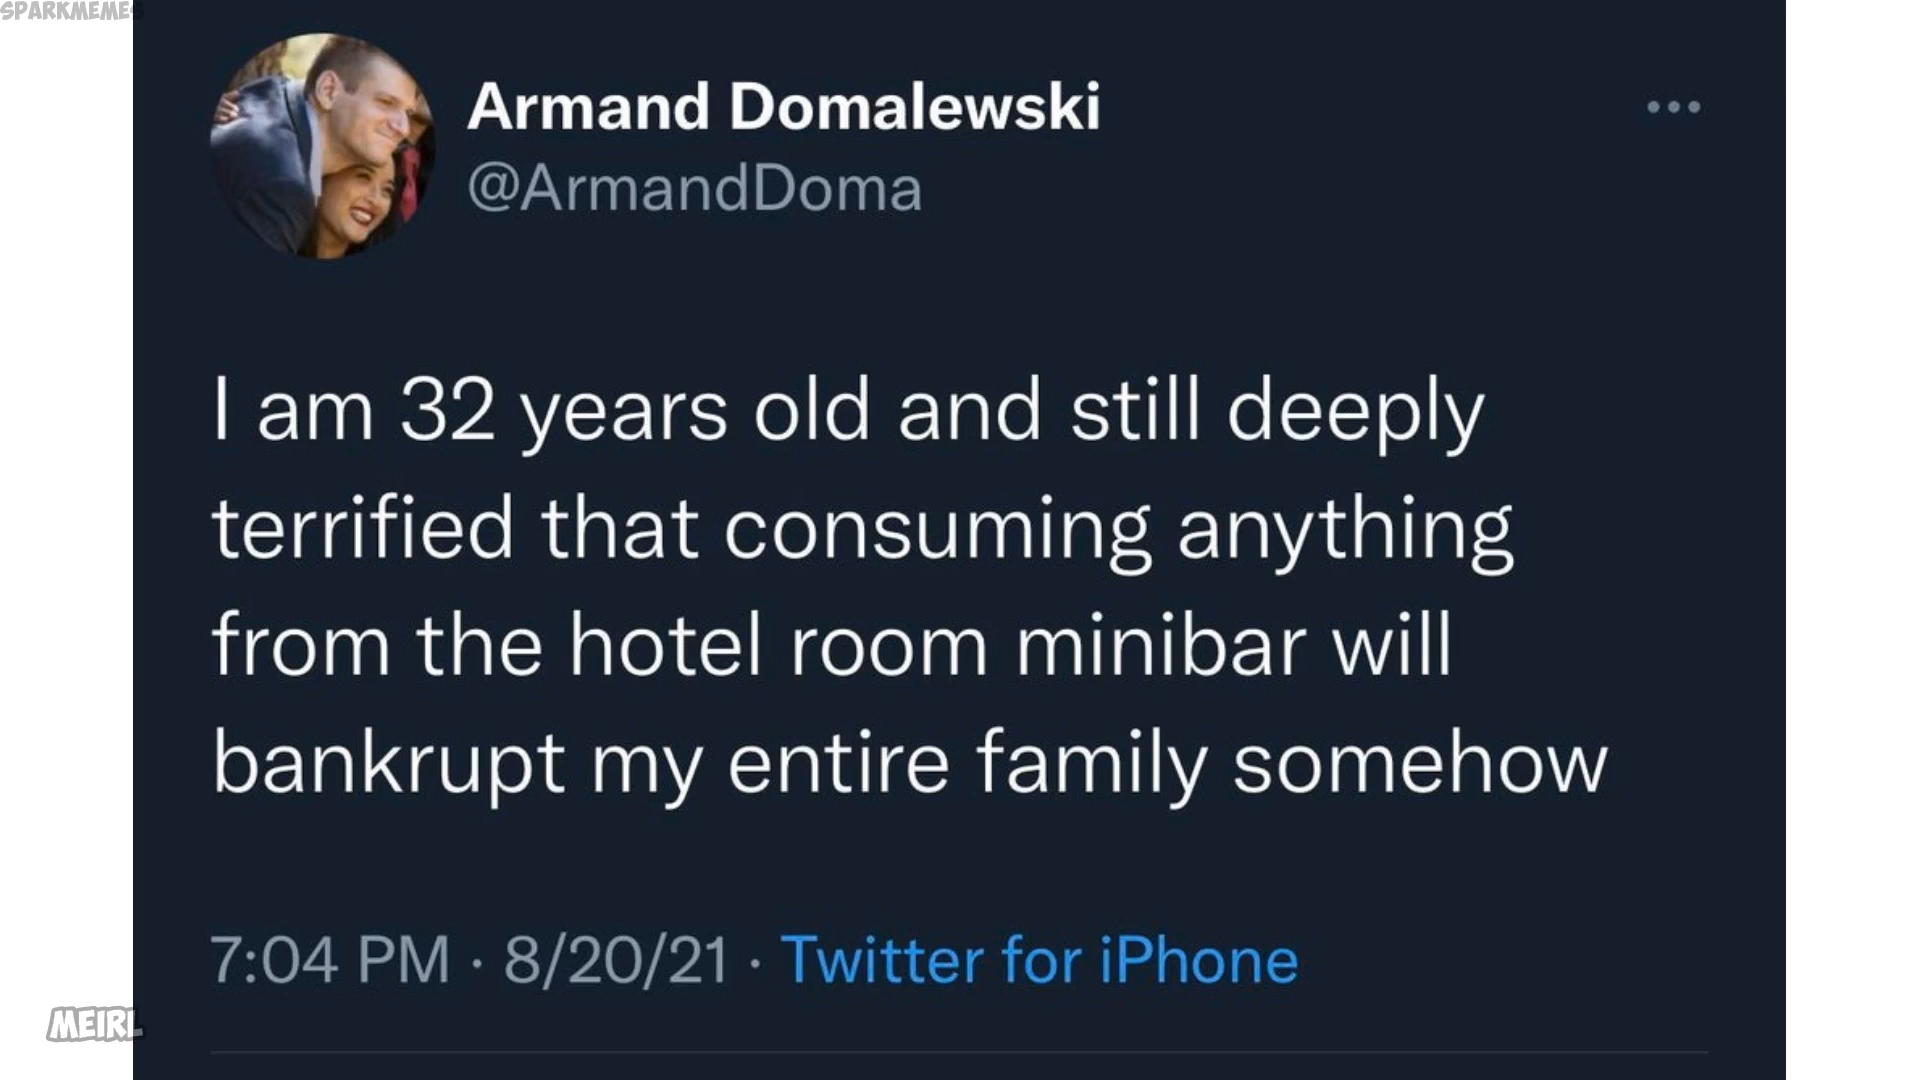 SPARKMEMES
Armand Domalewski
@ArmandDoma
I am 32 years old and still deeply
terrified that consuming anything
from the hotel room minibar will
bankrupt my entire family somehow
7:04 PM · 8/20/21 · Twitter for iPhone
MEIRL